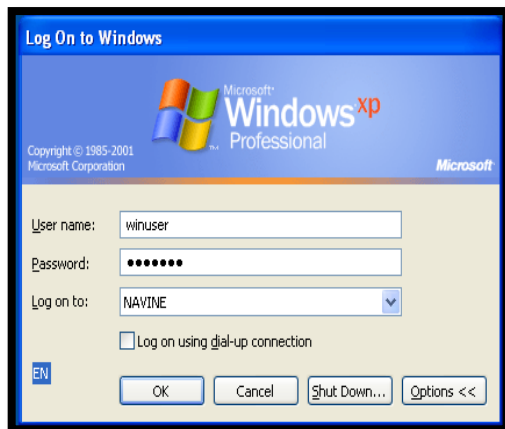 Log On to Windows
Microsoft
Windows xp
Professional
Copyright © 1985-2001
Microsoft Corporation
Microsoft
User name: winuser
Password: •••••••
Log on to: NAVINE
Log on using dial-up connection
EN
OK Cancel Shut Down... Options <<